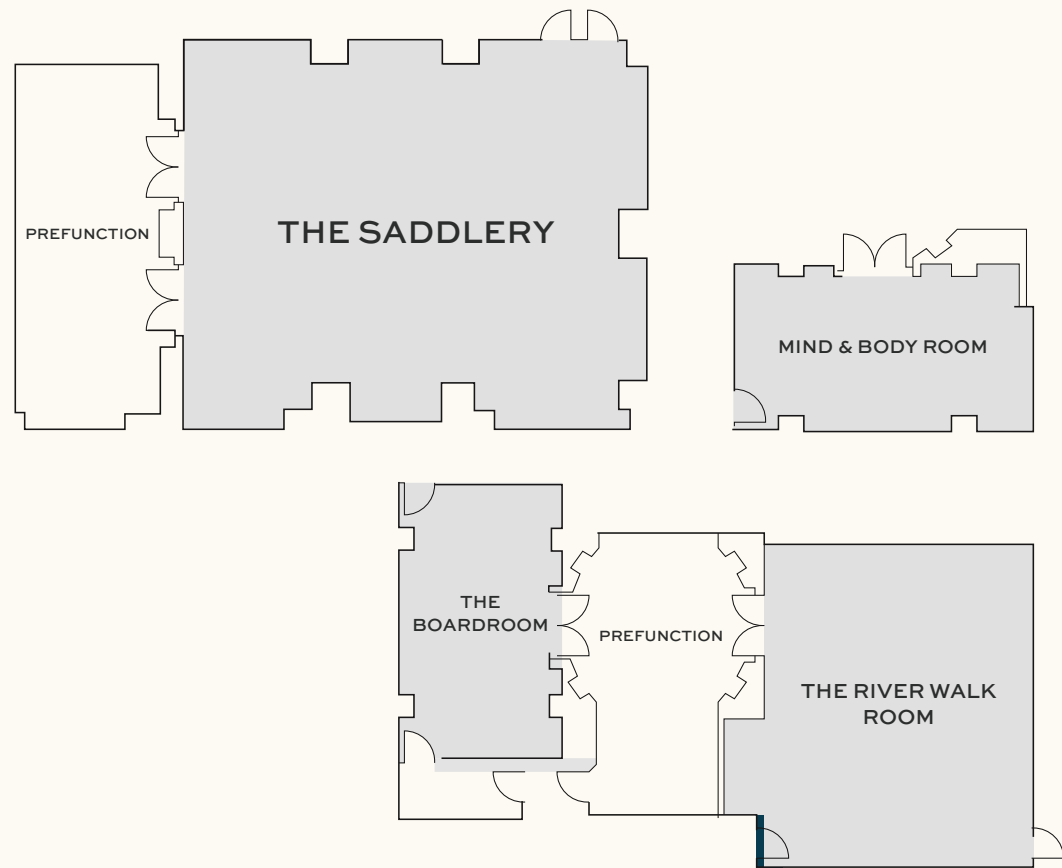 PREFUNCTION
THE SADDLERY
MIND & BODY ROOM
THE
BOARDROOM
PREFUNCTION
THE RIVER WALK
ROOM